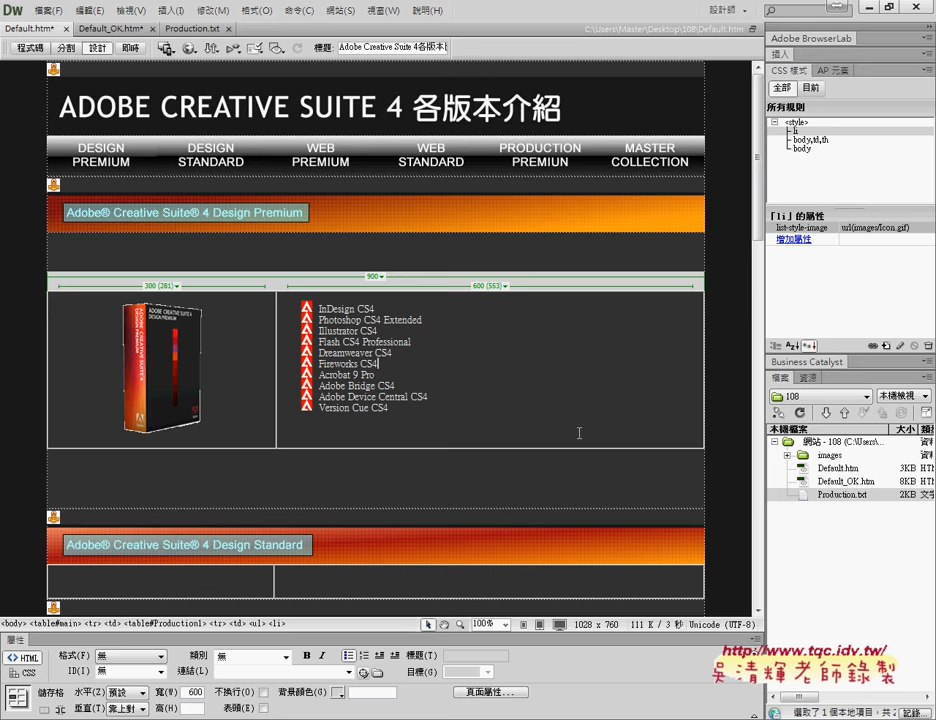 Dw 檔案(F) 編輯(E) 檢視(V) 插入(I) 修改(M) 格式(O) 命令(C) 網站(S) 視窗(W) 說明(H) 設計師
Default.htm* × Default_OK.htm* × Production.txt × C:\Users\Master\Desktop\108\Default.htm
程式碼 分割 設計 即時 標題: Adobe Creative Suite 4各版本
ADOBE CREATIVE SUITE 4 各版本介紹
DESIGN PREMIUM
DESIGN STANDARD
WEB PREMIUM
WEB STANDARD
PRODUCTION PREMIUN
MASTER COLLECTION
Adobe® Creative Suite® 4 Design Premium
900
300 (281) 600 (553)
ADOBE CREATIVE SUITE 4
DESIGN PREMIUM
InDesign CS4
Photoshop CS4 Extended
Illustrator CS4
Flash CS4 Professional
Dreamweaver CS4
Fireworks CS4
Acrobat 9 Pro
Adobe Bridge CS4
Adobe Device Central CS4
Version Cue CS4
Adobe® Creative Suite® 4 Design Standard
<body> <table#main> <tr> <td> <table#Production1> <tr> <td> <ul> <li> 100% 1028 x 760 111 K / 3 秒 Unicode (UTF-8)
屬性
HTML 格式(F) 無 類別 無 B I 標題(T)
CSS ID(I) 無 連結(L) 目標(G)
儲存格 水平(Z) 預設 寬(W) 600 不換行(O) 背景顏色(G) 頁面屬性...
垂直(T) 靠上對 高(H) 表頭(E)
Adobe BrowserLab
插入
CSS 樣式 AP 元素
全部 目前
所有規則
<style>
li
body,td,th
body
「li」的屬性
list-style-image url(images/Icon.gif)
增加屬性
Business Catalyst
檔案 資源
108 本機檢視
本機檔案 大小 類
網站 - 108 (C:\Users\...
images
Default.htm 3KB
Default_OK.htm 8KB
Production.txt 2KB
http://www.tqc.idv.tw/
吳清輝老師錄製
選取了 1 個本地項目，共 2 記錄...